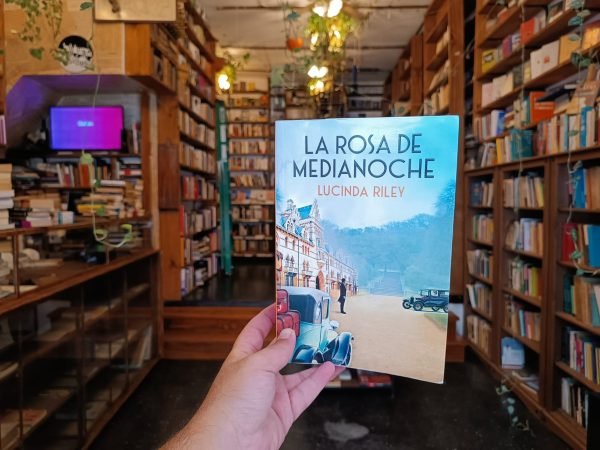 LA ROSA DE
MEDIANOCHE
LUCINDA RILEY